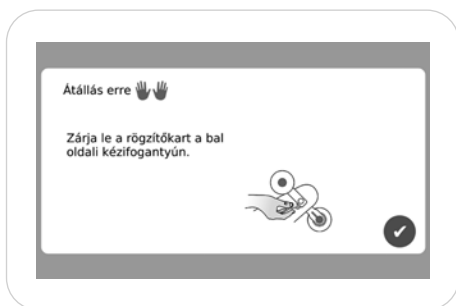 Átállás erre
Zárja le a rögzítőkart a bal
oldali kézifogantyún.